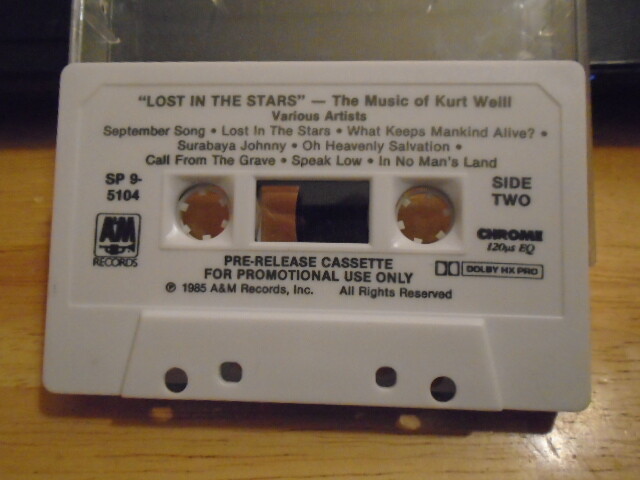 "LOST IN THE STARS" — The Music of Kurt Weill
Various Artists
September Song • Lost In The Stars • What Keeps Mankind Alive? •
Surabaya Johnny • Oh Heavenly Salvation •
Call From The Grave • Speak Low • In No Man's Land
SP 9-
5104
SIDE
TWO
A&M
RECORDS
CHROME
120µs EQ
PRE-RELEASE CASSETTE
FOR PROMOTIONAL USE ONLY
DOLBY HX PRO
℗ 1985 A&M Records, Inc. All Rights Reserved